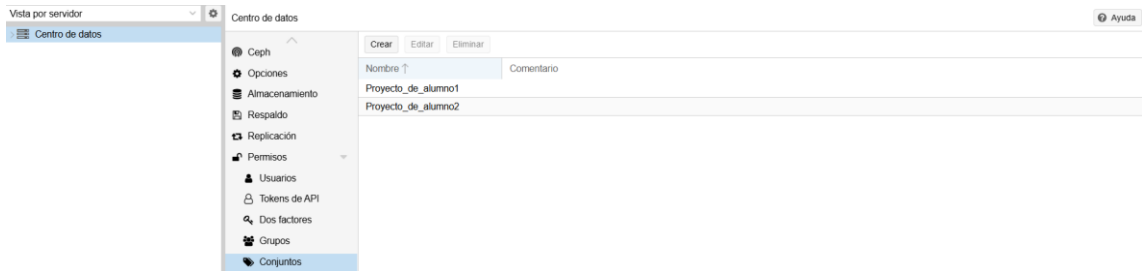 Vista por servidor
Centro de datos
Centro de datos
Ayuda
Ceph
Opciones
Almacenamiento
Respaldo
Replicación
Permisos
Usuarios
Tokens de API
Dos factores
Grupos
Conjuntos
Crear Editar Eliminar
Nombre ↑ Comentario
Proyecto_de_alumno1
Proyecto_de_alumno2